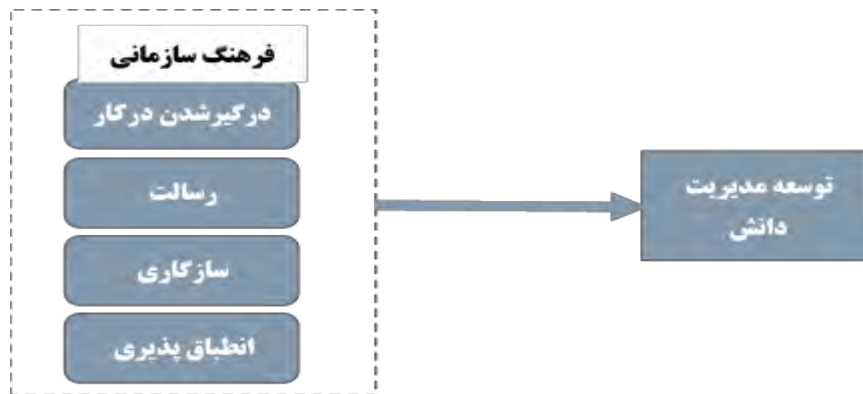 فرهنگ سازمانی
درگیرشدن درکار
رسالت
سازگاری
انطباق پذیری
توسعه مدیریت
دانش